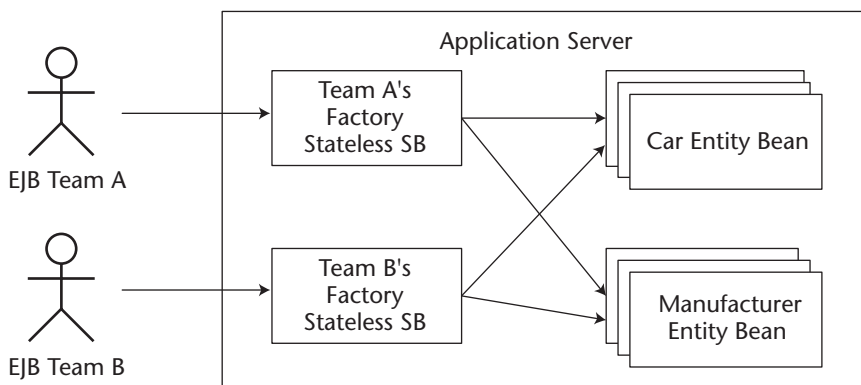 Application Server
Team A's
Factory
Stateless SB
Car Entity Bean
EJB Team A
Team B's
Factory
Stateless SB
Manufacturer
Entity Bean
EJB Team B